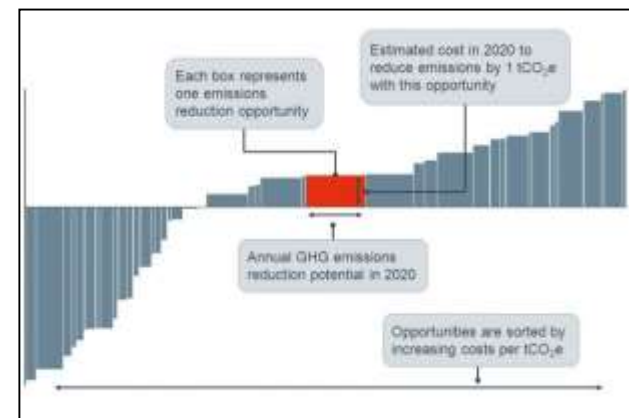 Each box represents
one emissions
reduction opportunity
Estimated cost in 2020 to
reduce emissions by 1 tCO₂e
with this opportunity
Annual GHG emissions
reduction potential in 2020
Opportunities are sorted by
increasing costs per tCO₂e